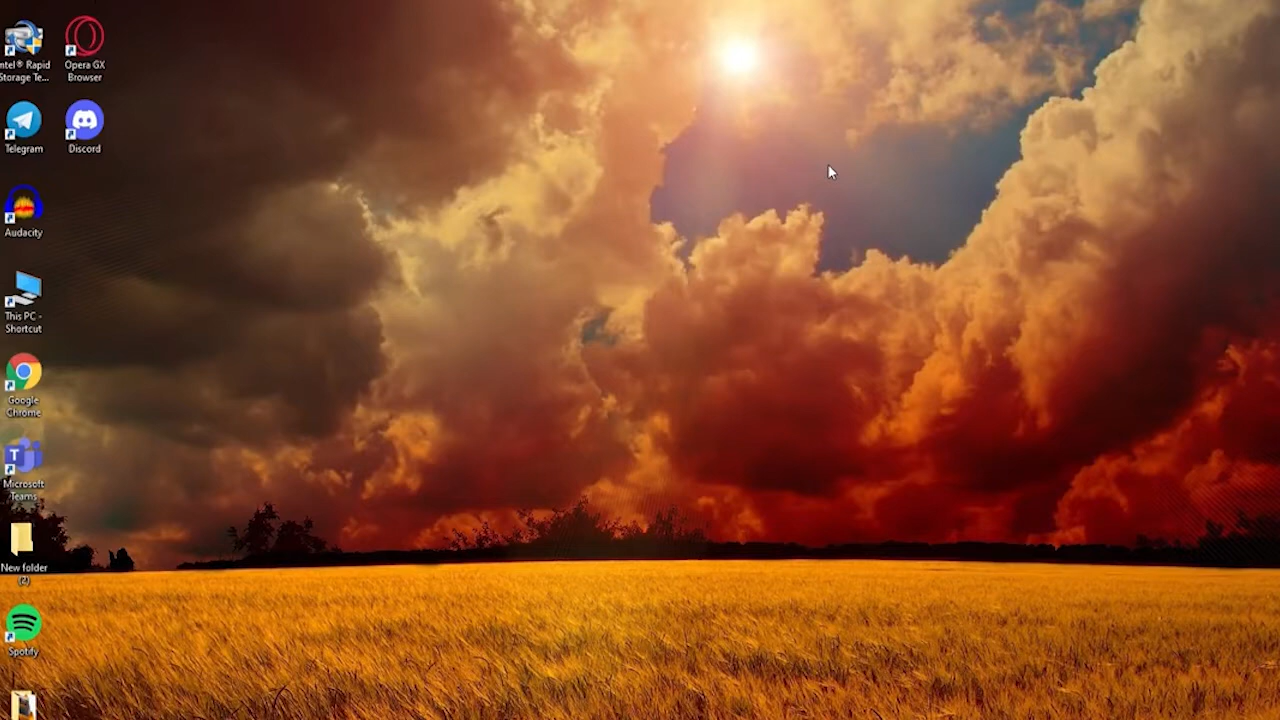 ntel® Rapid
Storage Te...
Opera GX
Browser
Telegram
Discord
Audacity
This PC -
Shortcut
Google
Chrome
Microsoft
Teams
New folder
(2)
Spotify